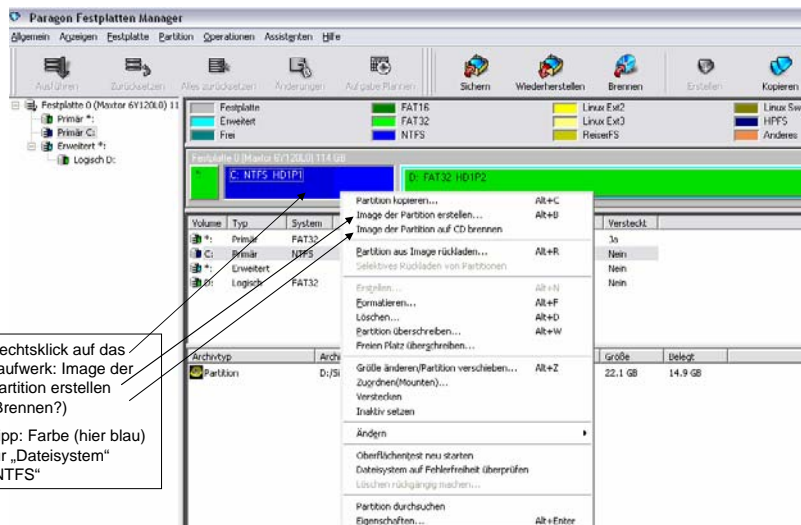 Paragon Festplatten Manager
Allgemein Anzeigen Festplatte Partition Operationen Assistenten Hilfe
Ausführen Zurücksetzen Alles zurücksetzen Änderungen Aufgabe Plannen Sichern Wiederherstellen Brennen Erstellen Kopieren
Festplatte 0 (Maxtor 6Y120L0) 11
Primär *:
Primär C:
Erweitert *:
Logisch D:
Festplatte FAT16 Linux Ext2 Linux Sw
Erweitert FAT32 Linux Ext3 HPFS
Frei NTFS ReiserFS Anderes
Festplatte 0 (Maxtor 6Y120L0) 114 GB
*: C: NTFS HD1P1 D: FAT32 HD1P2
Volume Typ System Versteckt
*: Primär FAT32 Ja
C: Primär NTFS Nein
*: Erweitert Nein
D: Logisch FAT32 Nein
Partition kopieren... Alt+C
Image der Partition erstellen... Alt+B
Image der Partition auf CD brennen
Partition aus Image rückladen... Alt+R
Selektives Rückladen von Partitionen
Erstellen... Alt+N
Formatieren... Alt+F
Löschen... Alt+D
Partition überschreiben... Alt+W
Freien Platz überschreiben...
Größe änderen/Partition verschieben... Alt+Z
Zuordnen(Mounten)...
Verstecken
Inaktiv setzen
Ändern
Oberflächentest neu starten
Dateisystem auf Fehlerfreiheit überprüfen
Löschen rückgängig machen...
Partition durchsuchen
Eigenschaften... Alt+Enter
Archivtyp Archi Größe Belegt
Partition D:/Si 22.1 GB 14.9 GB
echtsklick auf das
aufwerk: Image der
artition erstellen
Brennen?)
ipp: Farbe (hier blau)
ür „Dateisystem"
NTFS“